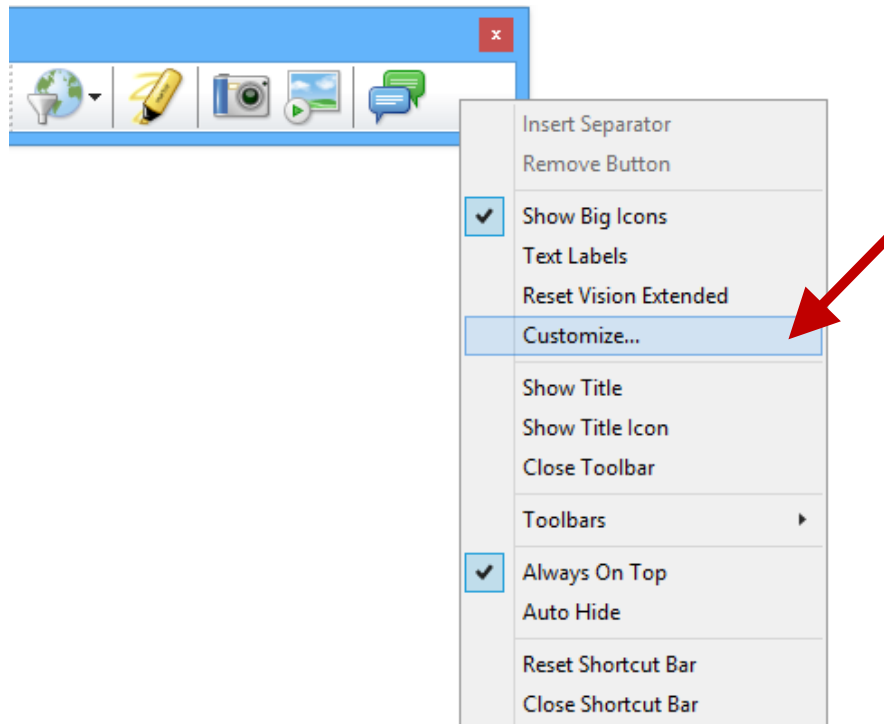 Insert Separator
Remove Button
Show Big Icons
Text Labels
Reset Vision Extended
Customize...
Show Title
Show Title Icon
Close Toolbar
Toolbars
Always On Top
Auto Hide
Reset Shortcut Bar
Close Shortcut Bar